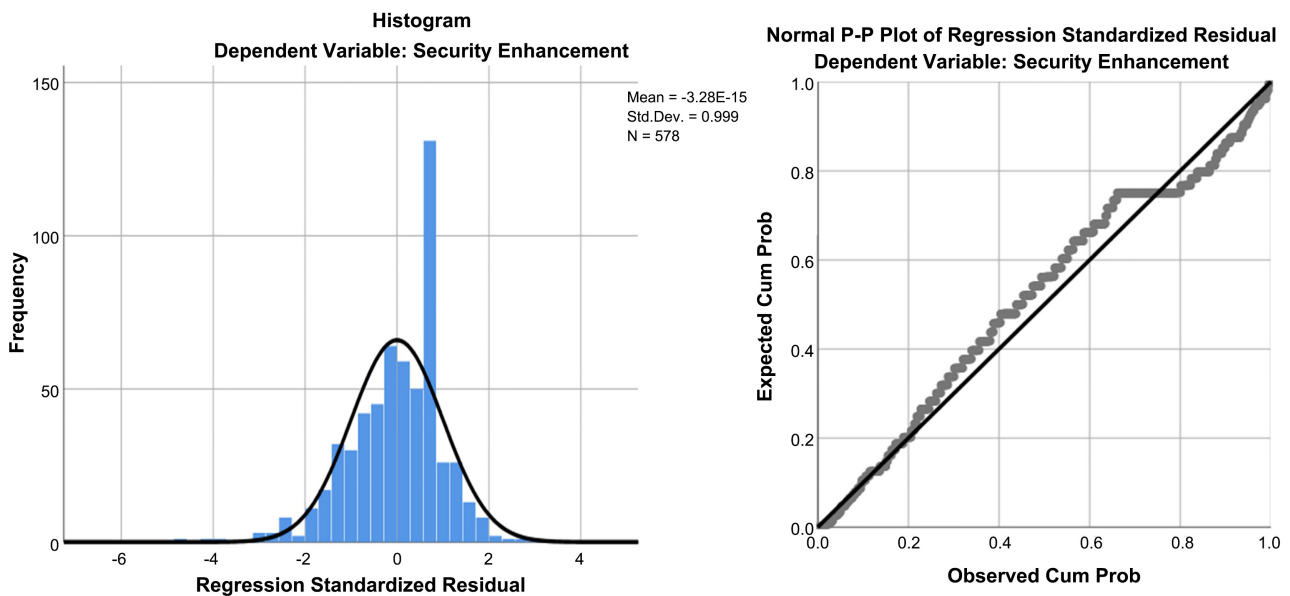 Histogram
Dependent Variable: Security Enhancement
150
100
50
0
Frequency
-6
-4
-2
0
2
4
Regression Standardized Residual
Mean = -3.28E-15
Std.Dev. = 0.999
N = 578
Normal P-P Plot of Regression Standardized Residual
Dependent Variable: Security Enhancement
1.0
0.8
0.6
0.4
0.2
0.0
Expected Cum Prob
0.0
0.2
0.4
0.6
0.8
1.0
Observed Cum Prob